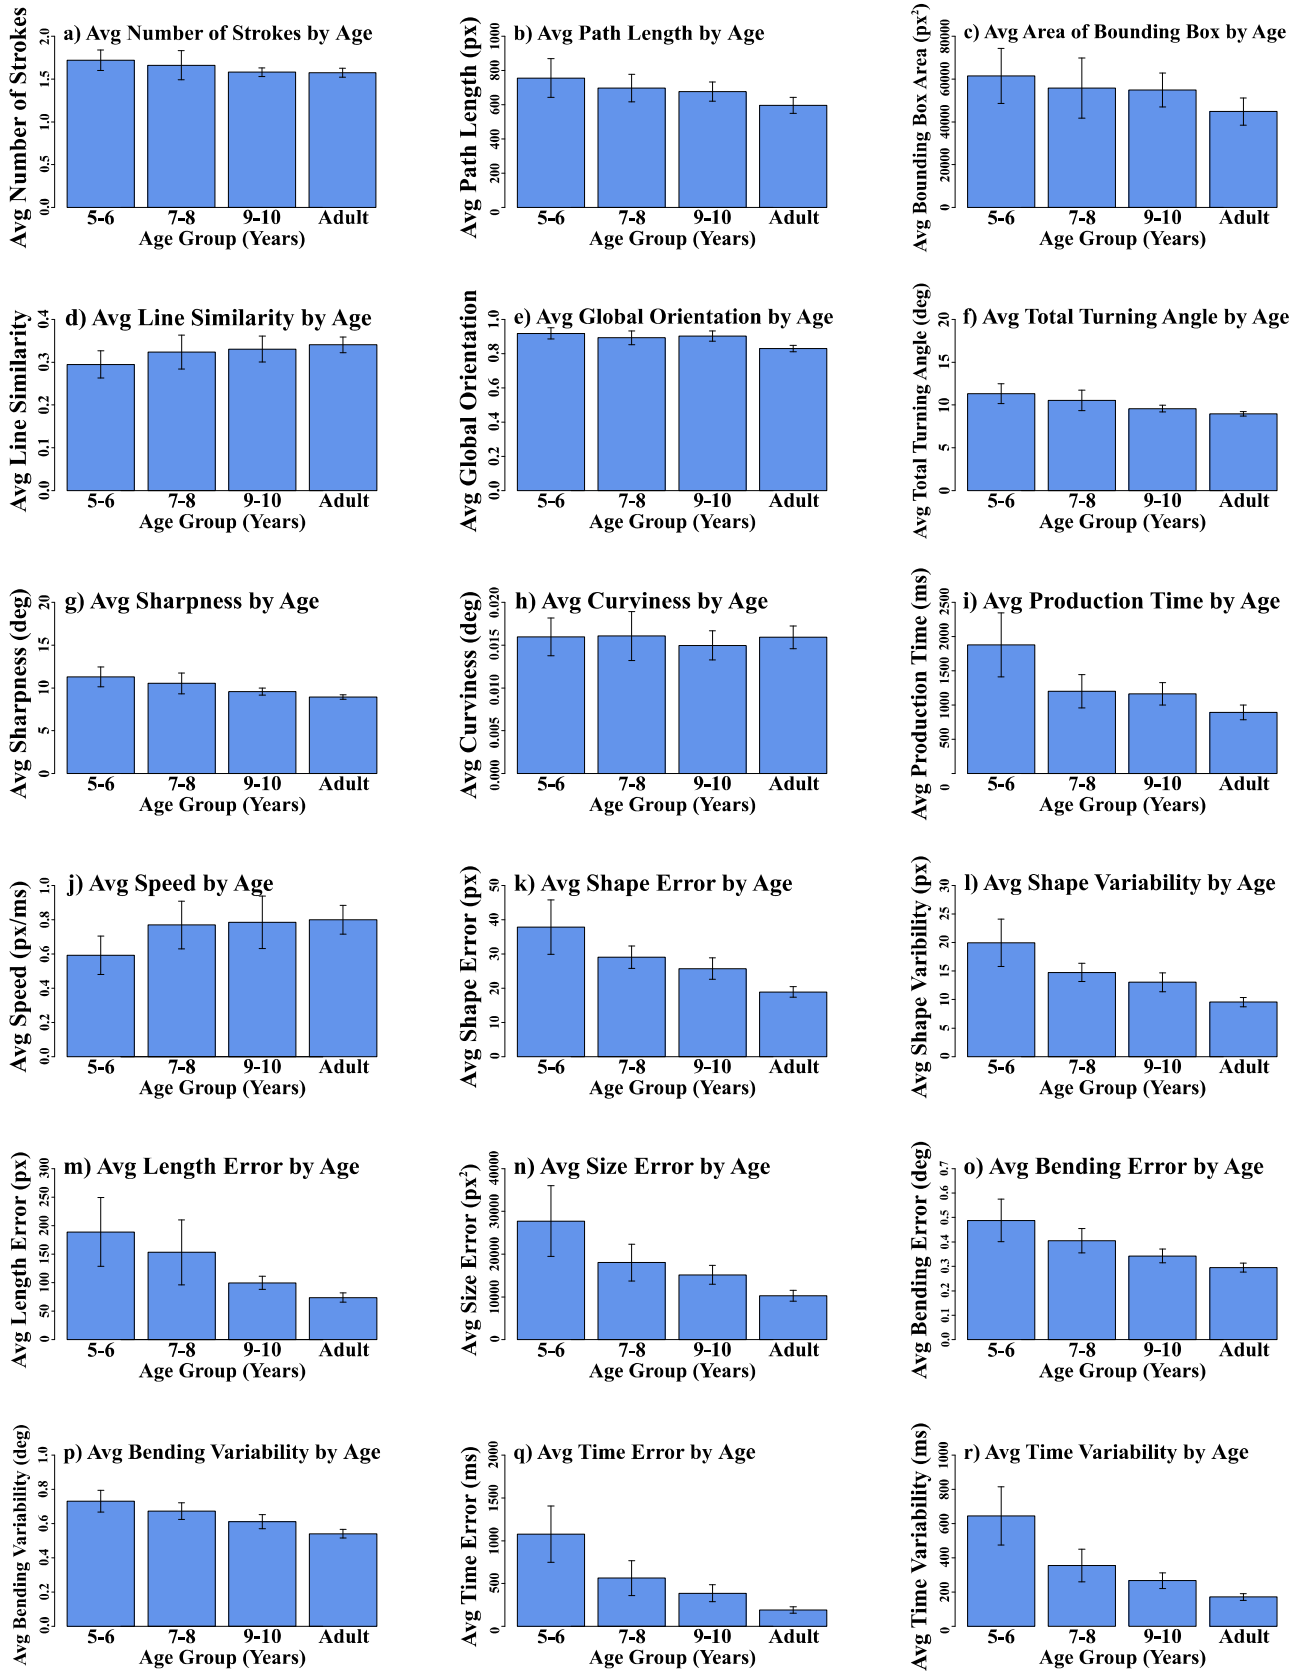 a) Avg Number of Strokes by Age
Avg Number of Strokes
0.0 0.5 1.0 1.5 2.0
5-6 7-8 9-10 Adult
Age Group (Years)
b) Avg Path Length by Age
Avg Path Length (px)
0 200 400 600 800 1000
5-6 7-8 9-10 Adult
Age Group (Years)
c) Avg Area of Bounding Box by Age
Avg Bounding Box Area (px²)
0 20000 40000 60000 80000
5-6 7-8 9-10 Adult
Age Group (Years)
d) Avg Line Similarity by Age
Avg Line Similarity
0.0 0.1 0.2 0.3 0.4
5-6 7-8 9-10 Adult
Age Group (Years)
e) Avg Global Orientation by Age
Avg Global Orientation
0.0 0.2 0.4 0.6 0.8 1.0
5-6 7-8 9-10 Adult
Age Group (Years)
f) Avg Total Turning Angle by Age
Avg Total Turning Angle (deg)
0 5 10 15 20
5-6 7-8 9-10 Adult
Age Group (Years)
g) Avg Sharpness by Age
Avg Sharpness (deg)
0 5 10 15 20
5-6 7-8 9-10 Adult
Age Group (Years)
h) Avg Curviness by Age
Avg Curviness (deg)
0.000 0.005 0.010 0.015 0.020
5-6 7-8 9-10 Adult
Age Group (Years)
i) Avg Production Time by Age
Avg Production Time (ms)
0 500 1000 1500 2000 2500
5-6 7-8 9-10 Adult
Age Group (Years)
j) Avg Speed by Age
Avg Speed (px/ms)
0.0 0.2 0.4 0.6 0.8 1.0
5-6 7-8 9-10 Adult
Age Group (Years)
k) Avg Shape Error by Age
Avg Shape Error (px)
0 10 20 30 40 50
5-6 7-8 9-10 Adult
Age Group (Years)
l) Avg Shape Variability by Age
Avg Shape Varibility (px)
0 5 10 15 20 25 30
5-6 7-8 9-10 Adult
Age Group (Years)
m) Avg Length Error by Age
Avg Length Error (px)
0 50 100 150 200 250 300
5-6 7-8 9-10 Adult
Age Group (Years)
n) Avg Size Error by Age
Avg Size Error (px²)
0 10000 20000 30000 40000
5-6 7-8 9-10 Adult
Age Group (Years)
o) Avg Bending Error by Age
Avg Bending Error (deg)
0.0 0.1 0.2 0.3 0.4 0.5 0.6 0.7
5-6 7-8 9-10 Adult
Age Group (Years)
p) Avg Bending Variability by Age
Avg Bending Variability (deg)
0.0 0.2 0.4 0.6 0.8 1.0
5-6 7-8 9-10 Adult
Age Group (Years)
q) Avg Time Error by Age
Avg Time Error (ms)
0 500 1000 1500 2000
5-6 7-8 9-10 Adult
Age Group (Years)
r) Avg Time Variability by Age
Avg Time Variability (ms)
0 200 400 600 800 1000
5-6 7-8 9-10 Adult
Age Group (Years)